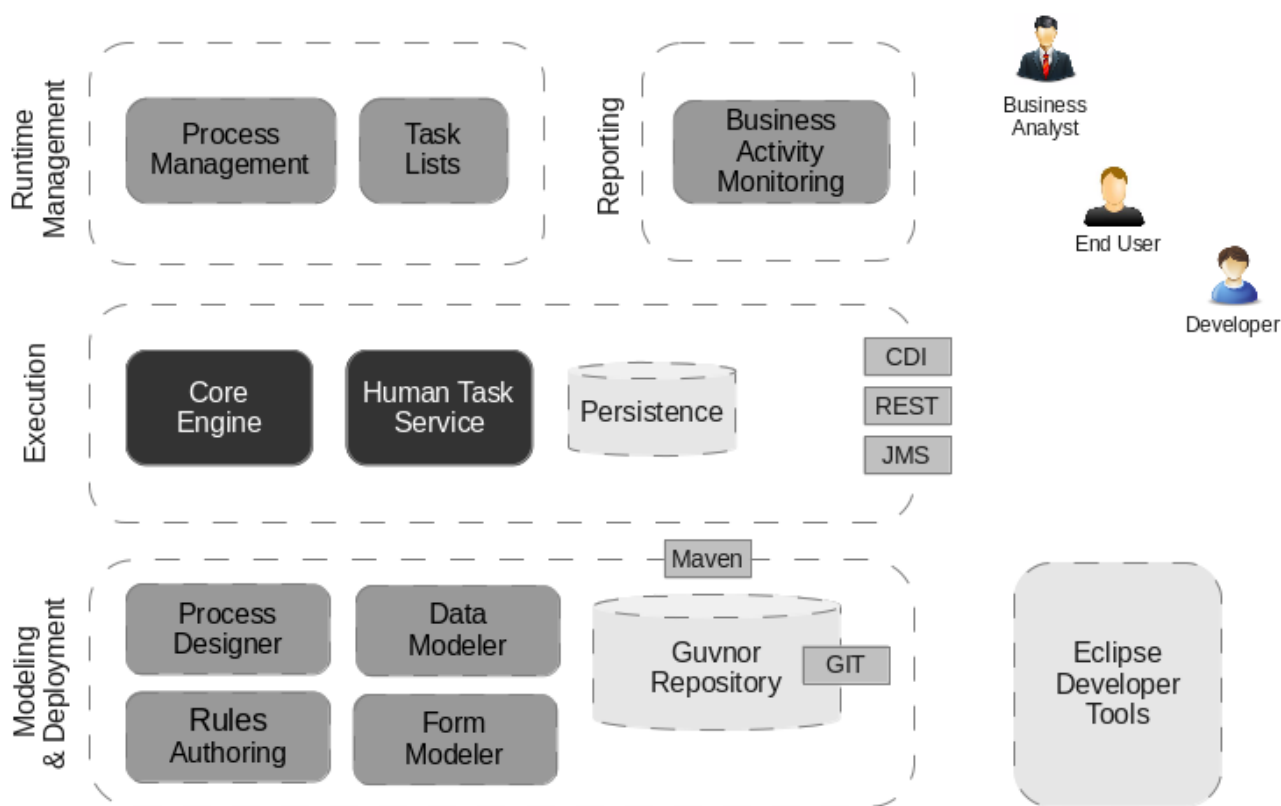 Runtime
Management
Process
Management
Task
Lists
Reporting
Business
Activity
Monitoring
Business
Analyst
End User
Developer
Execution
Core
Engine
Human Task
Service
Persistence
CDI
REST
JMS
Modeling
& Deployment
Process
Designer
Data
Modeler
Rules
Authoring
Form
Modeler
Maven
Guvnor
Repository
GIT
Eclipse
Developer
Tools